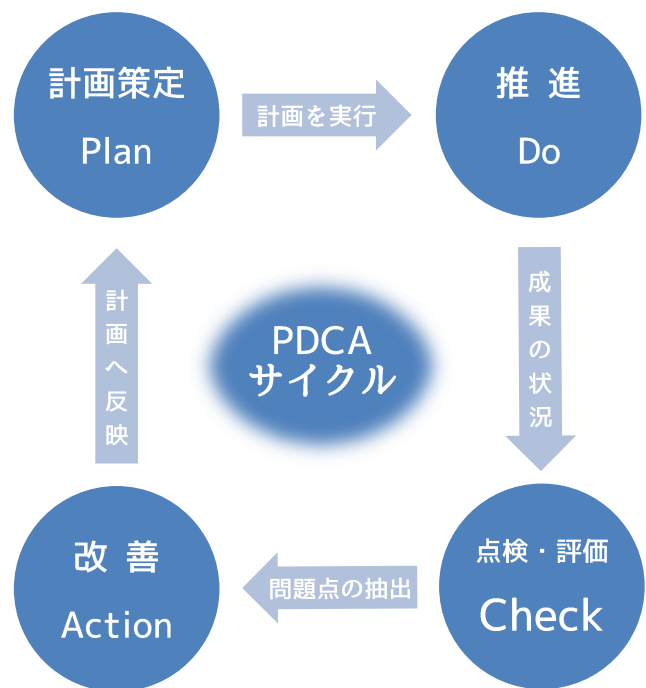 計画策定
Plan
計画を実行
推進
Do
成果の状況
PDCA
サイクル
計画へ反映
改善
Action
問題点の抽出
点検・評価
Check